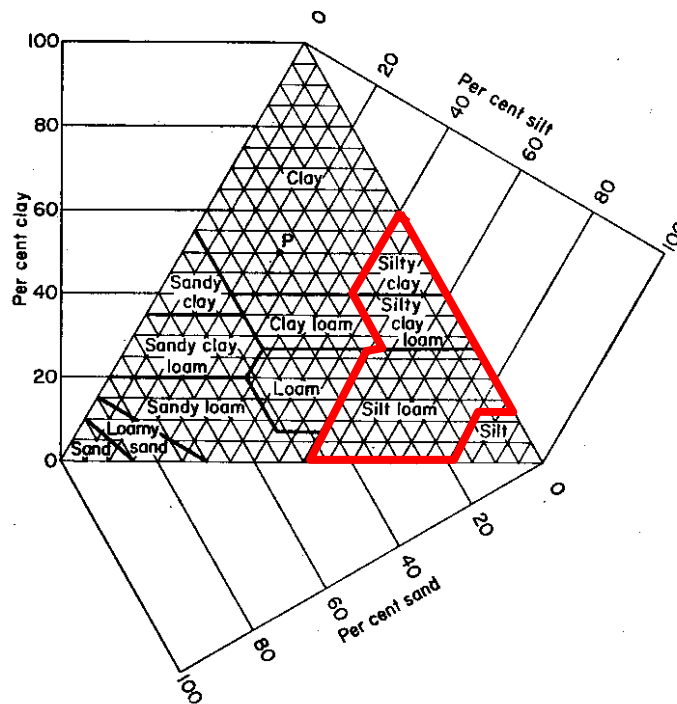 0
100
20
Per cent silt
40
80
60
Clay
80
60
100
P
Per cent clay
Silty
clay
Sandy
clay
40
Silty
clay
loam
Clay loam
Sandy clay
loam
20
Loam
Sandy loam
Silt loam
Loamy
sand
Silt
Sand
0
0
20
40
Per cent sand
60
80
100